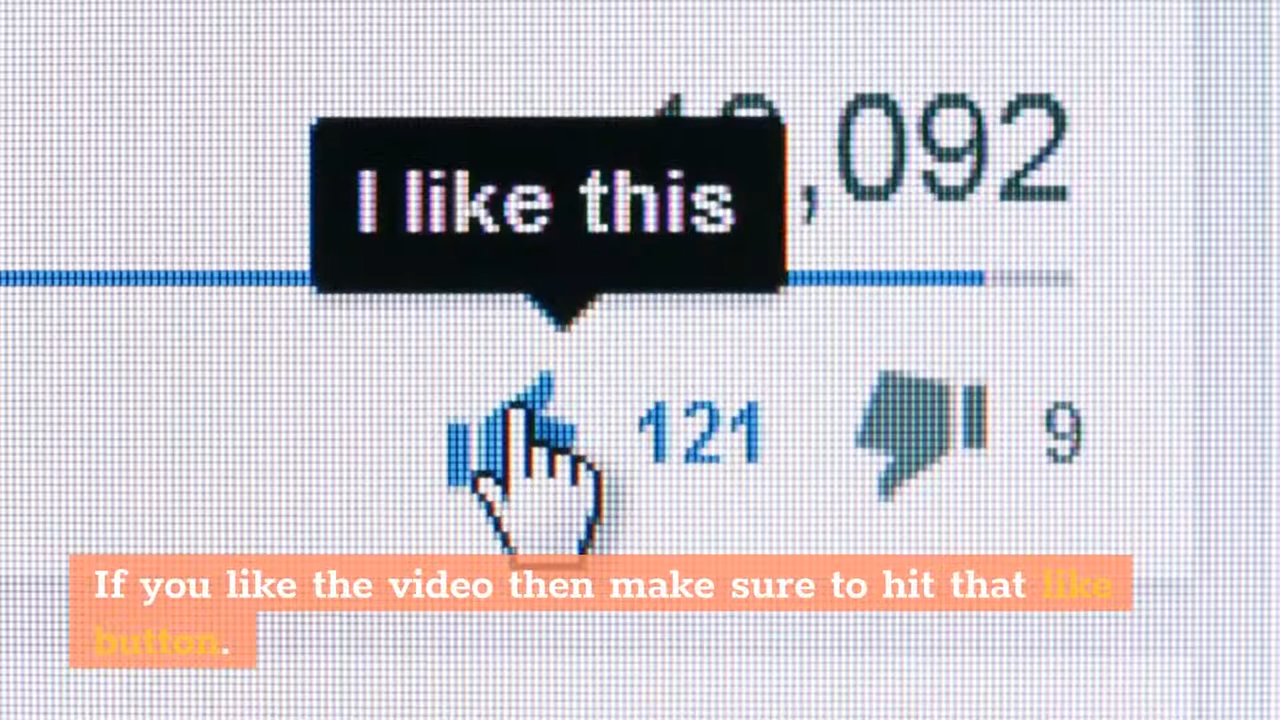 ,092
I like this
121 9
If you like the video then make sure to hit that like
button.